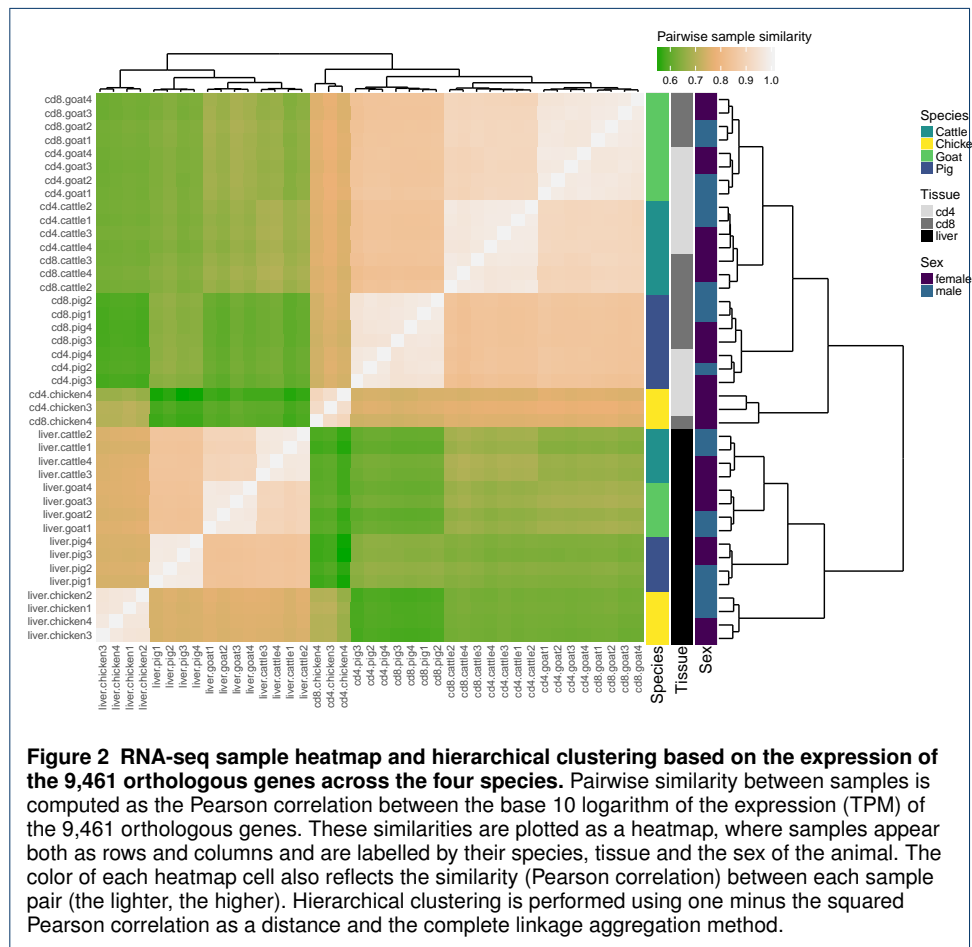 Pairwise sample similarity
0.6 0.7 0.8 0.9 1.0
cd8.goat4
cd8.goat3
cd8.goat2
cd8.goat1
cd4.goat4
cd4.goat3
cd4.goat2
cd4.goat1
cd4.cattle2
cd4.cattle1
cd4.cattle3
cd4.cattle4
cd8.cattle3
cd8.cattle4
cd8.cattle2
cd8.pig2
cd8.pig1
cd8.pig4
cd8.pig3
cd4.pig4
cd4.pig2
cd4.pig3
cd4.chicken4
cd4.chicken3
cd8.chicken4
liver.cattle2
liver.cattle1
liver.cattle4
liver.cattle3
liver.goat4
liver.goat3
liver.goat2
liver.goat1
liver.pig4
liver.pig3
liver.pig2
liver.pig1
liver.chicken2
liver.chicken1
liver.chicken4
liver.chicken3
liver.chicken3
liver.chicken4
liver.chicken1
liver.chicken2
liver.pig1
liver.pig2
liver.pig3
liver.pig4
liver.goat1
liver.goat2
liver.goat3
liver.goat4
liver.cattle3
liver.cattle4
liver.cattle1
liver.cattle2
cd8.chicken4
cd4.chicken3
cd4.chicken4
cd4.pig3
cd4.pig2
cd4.pig4
cd8.pig3
cd8.pig4
cd8.pig1
cd8.pig2
cd8.cattle2
cd8.cattle4
cd8.cattle3
cd4.cattle4
cd4.cattle3
cd4.cattle1
cd4.cattle2
cd4.goat1
cd4.goat2
cd4.goat3
cd4.goat4
cd8.goat1
cd8.goat2
cd8.goat3
cd8.goat4
Species
Tissue
Sex
Species
Cattle
Chicke
Goat
Pig
Tissue
cd4
cd8
liver
Sex
female
male
Figure 2 RNA-seq sample heatmap and hierarchical clustering based on the expression of
the 9,461 orthologous genes across the four species. Pairwise similarity between samples is
computed as the Pearson correlation between the base 10 logarithm of the expression (TPM) of
the 9,461 orthologous genes. These similarities are plotted as a heatmap, where samples appear
both as rows and columns and are labelled by their species, tissue and the sex of the animal. The
color of each heatmap cell also reflects the similarity (Pearson correlation) between each sample
pair (the lighter, the higher). Hierarchical clustering is performed using one minus the squared
Pearson correlation as a distance and the complete linkage aggregation method.